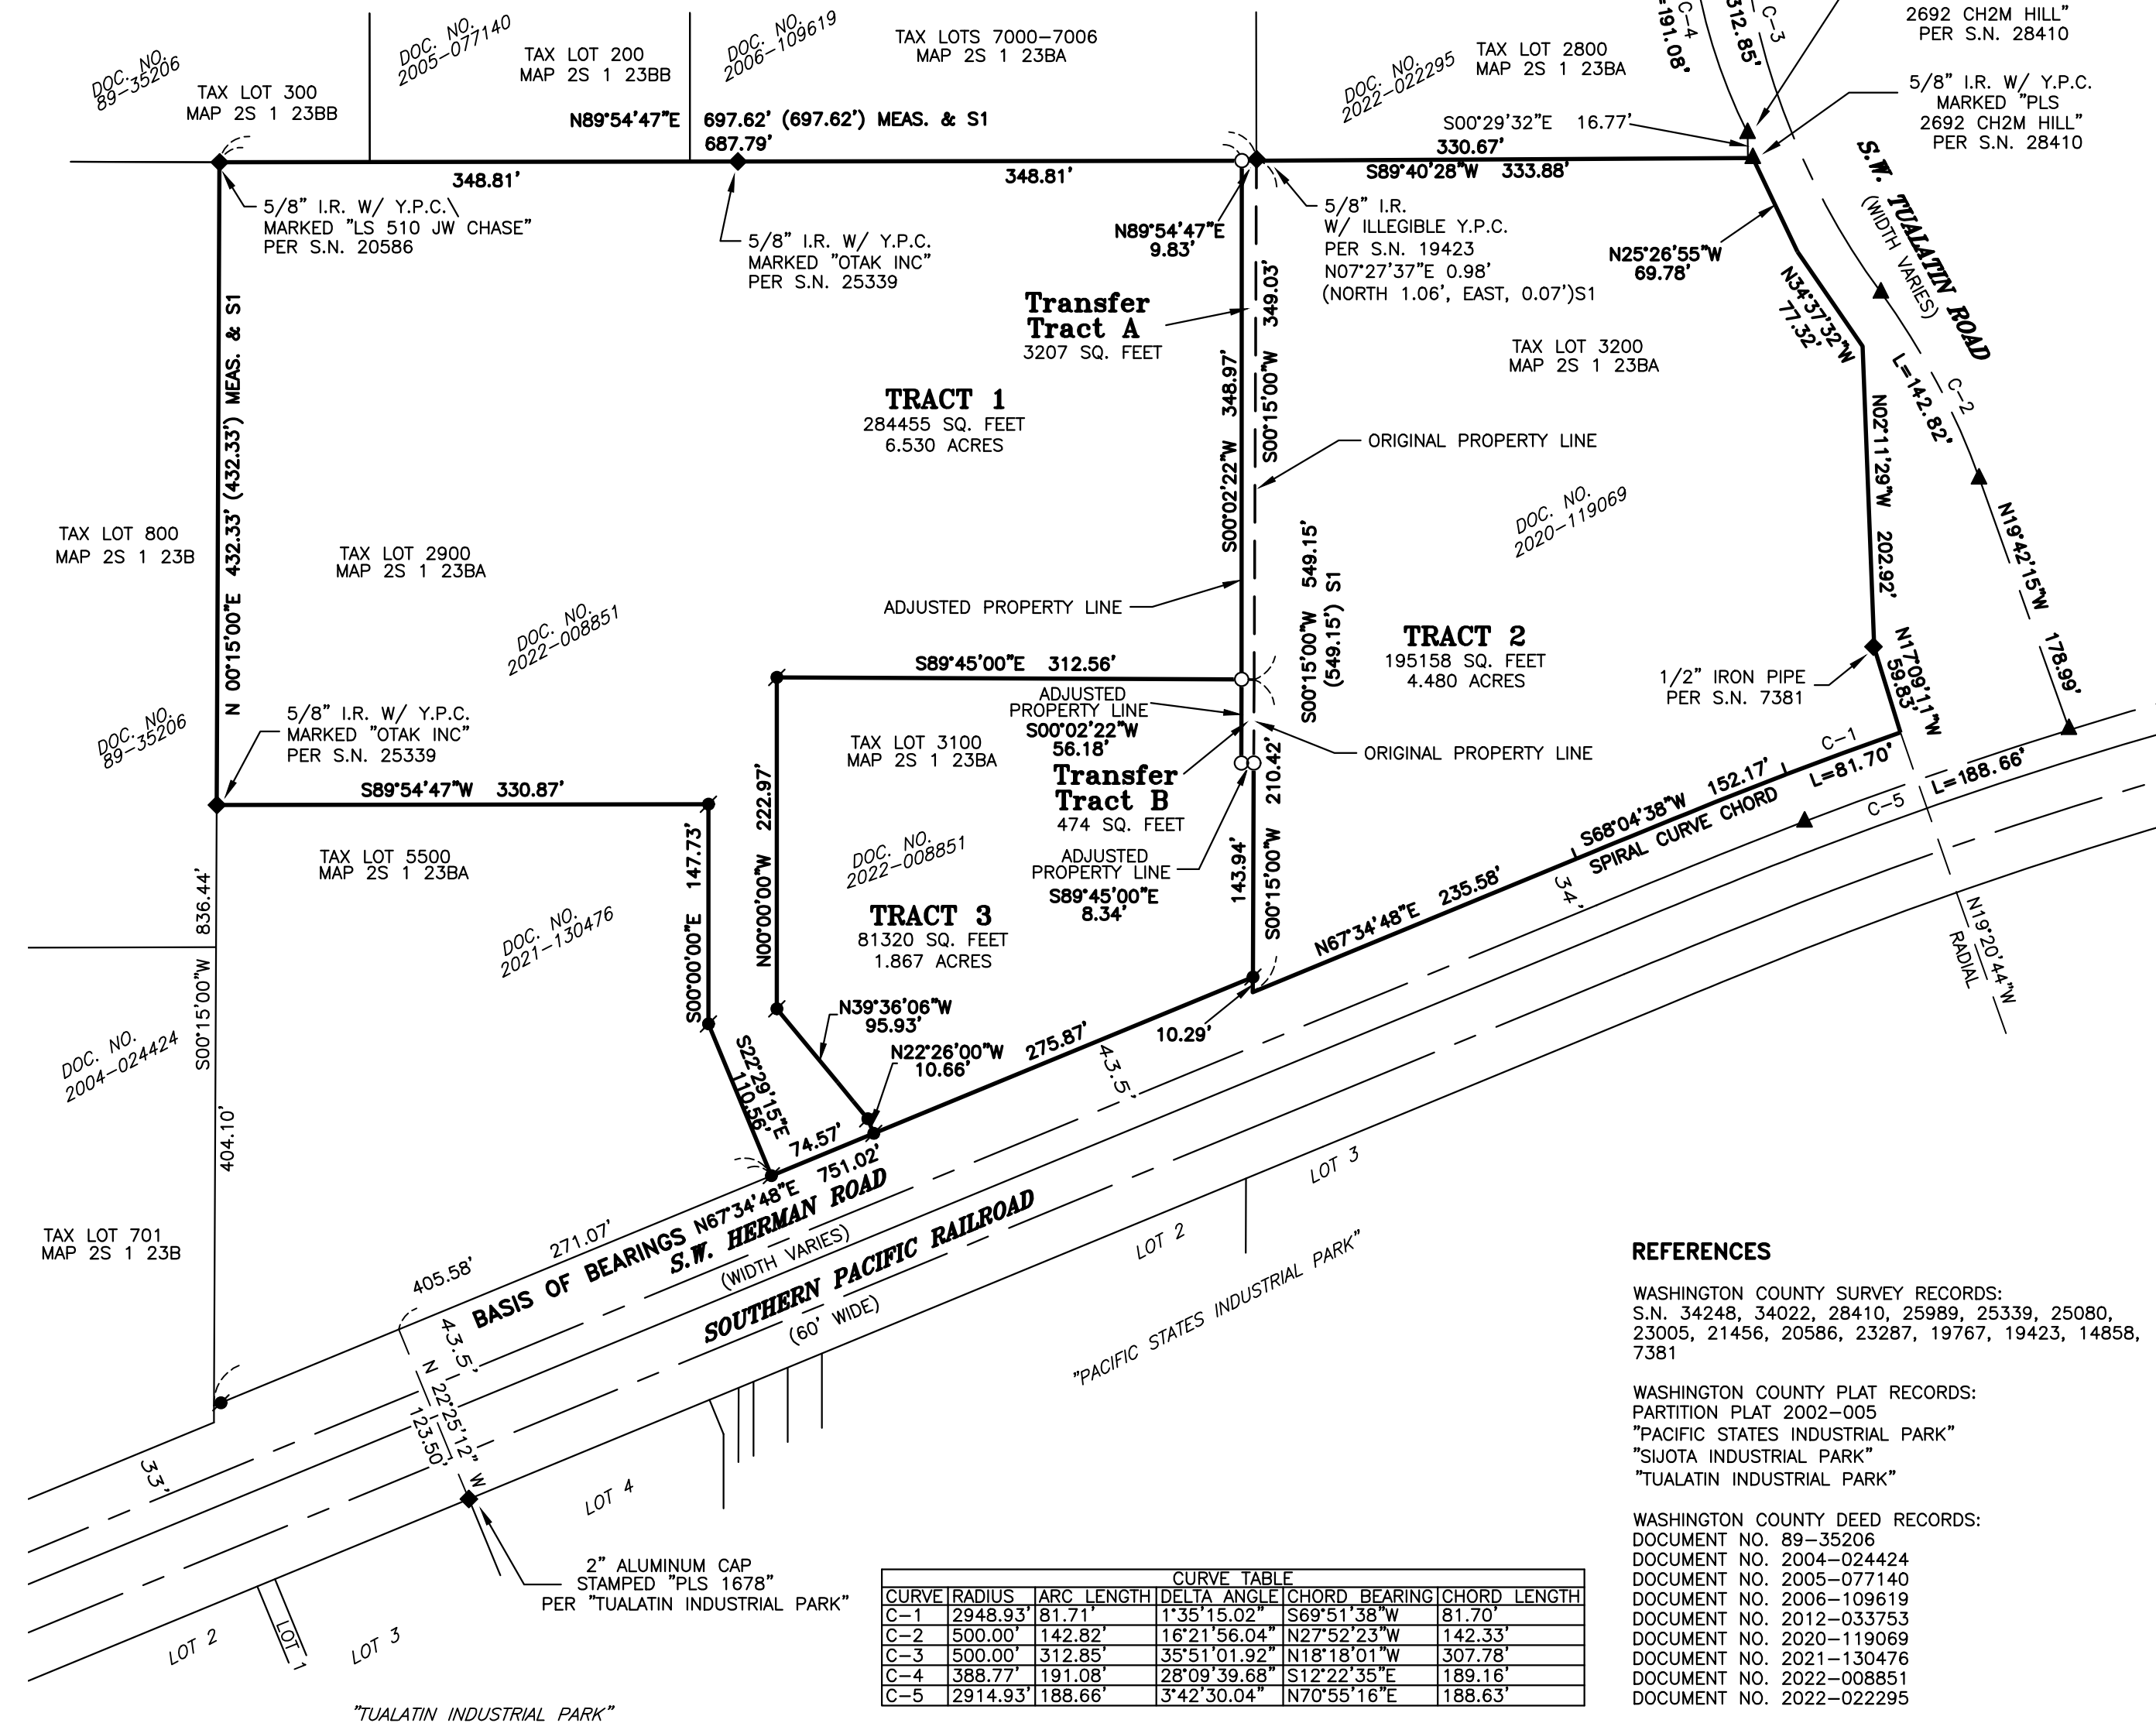 DOC. NO.
89-35206
TAX LOT 300
MAP 2S 1 23BB
DOC. NO.
2005-077140
TAX LOT 200
MAP 2S 1 23BB
DOC. NO.
2006-109619
TAX LOTS 7000-7006
MAP 2S 1 23BA
DOC. NO.
2022-022295
TAX LOT 2800
MAP 2S 1 23BA
=191.08'
C-4
312.85'
C-3
2692 CH2M HILL"
PER S.N. 28410
5/8" I.R. W/ Y.P.C.
MARKED "PLS
2692 CH2M HILL"
PER S.N. 28410
N89°54'47"E 697.62' (697.62') MEAS. & S1
687.79'
S00°29'32"E 16.77'
330.67'
S89°40'28"W 333.88'
348.81'
348.81'
5/8" I.R. W/ Y.P.C.\
MARKED "LS 510 JW CHASE"
PER S.N. 20586
5/8" I.R. W/ Y.P.C.
MARKED "OTAK INC"
PER S.N. 25339
N89°54'47"E
9.83'
5/8" I.R.
W/ ILLEGIBLE Y.P.C.
PER S.N. 19423
N07°27'37"E 0.98'
(NORTH 1.06', EAST, 0.07')S1
N25°26'55"W
69.78'
S.W. TUALATIN ROAD
(WIDTH VARIES)
N34°37'32"W
77.32'
Transfer
Tract A
3207 SQ. FEET
S00°02'22"W 348.97'
S00°15'00"W 349.03'
TAX LOT 3200
MAP 2S 1 23BA
L=142.82'
C-2
N 00°15'00"E 432.33' (432.33') MEAS. & S1
TRACT 1
284455 SQ. FEET
6.530 ACRES
ORIGINAL PROPERTY LINE
N02°11'29"W 202.92'
DOC. NO.
2020-119069
N19°42'15"W 178.99'
TAX LOT 800
MAP 2S 1 23B
TAX LOT 2900
MAP 2S 1 23BA
DOC. NO.
2022-008851
ADJUSTED PROPERTY LINE
S00°15'00"W 549.15'
(549.15') S1
TRACT 2
195158 SQ. FEET
4.480 ACRES
N17°09'11"W
59.83'
1/2" IRON PIPE
PER S.N. 7381
S89°45'00"E 312.56'
ADJUSTED
PROPERTY LINE
S00°02'22"W
56.18'
DOC. NO.
89-35206
5/8" I.R. W/ Y.P.C.
MARKED "OTAK INC"
PER S.N. 25339
TAX LOT 3100
MAP 2S 1 23BA
ORIGINAL PROPERTY LINE
Transfer
Tract B
474 SQ. FEET
S00°15'00"W 210.42'
C-1
L=81.70'
L=188.66'
C-5
S68°04'38"W 152.17'
SPIRAL CURVE CHORD
S89°54'47"W 330.87'
N00°00'00"W 222.97'
S00°00'00"E 147.73'
TAX LOT 5500
MAP 2S 1 23BA
DOC. NO.
2022-008851
ADJUSTED
PROPERTY LINE
S89°45'00"E
8.34'
143.94'
836.44'
S00°15'00"W
DOC. NO.
2021-130476
TRACT 3
81320 SQ. FEET
1.867 ACRES
N67°34'48"E 235.58'
34'
N19°20'44"W
RADIAL
N39°36'06"W
95.93'
N22°26'00"W
10.66'
275.87'
43.5'
10.29'
DOC. NO.
2004-024424
404.10'
S22°29'15"E
110.56'
74.57'
BASIS OF BEARINGS N67°34'48"E 751.02'
S.W. HERMAN ROAD
(WIDTH VARIES)
SOUTHERN PACIFIC RAILROAD
(60' WIDE)
LOT 3
LOT 2
"PACIFIC STATES INDUSTRIAL PARK"
TAX LOT 701
MAP 2S 1 23B
271.07'
405.58'
43.5'
N 22°25'12" W
123.50'
33'
LOT 4
2" ALUMINUM CAP
STAMPED "PLS 1678"
PER "TUALATIN INDUSTRIAL PARK"
LOT 2
LOT 1
LOT 3
"TUALATIN INDUSTRIAL PARK"
CURVE TABLE
CURVE RADIUS ARC LENGTH DELTA ANGLE CHORD BEARING CHORD LENGTH
C-1 2948.93' 81.71' 1°35'15.02" S69°51'38"W 81.70'
C-2 500.00' 142.82' 16°21'56.04" N27°52'23"W 142.33'
C-3 500.00' 312.85' 35°51'01.92" N18°18'01"W 307.78'
C-4 388.77' 191.08' 28°09'39.68" S12°22'35"E 189.16'
C-5 2914.93' 188.66' 3°42'30.04" N70°55'16"E 188.63'
REFERENCES
WASHINGTON COUNTY SURVEY RECORDS:
S.N. 34248, 34022, 28410, 25989, 25339, 25080,
23005, 21456, 20586, 23287, 19767, 19423, 14858,
7381
WASHINGTON COUNTY PLAT RECORDS:
PARTITION PLAT 2002-005
"PACIFIC STATES INDUSTRIAL PARK"
"SIJOTA INDUSTRIAL PARK"
"TUALATIN INDUSTRIAL PARK"
WASHINGTON COUNTY DEED RECORDS:
DOCUMENT NO. 89-35206
DOCUMENT NO. 2004-024424
DOCUMENT NO. 2005-077140
DOCUMENT NO. 2006-109619
DOCUMENT NO. 2012-033753
DOCUMENT NO. 2020-119069
DOCUMENT NO. 2021-130476
DOCUMENT NO. 2022-008851
DOCUMENT NO. 2022-022295